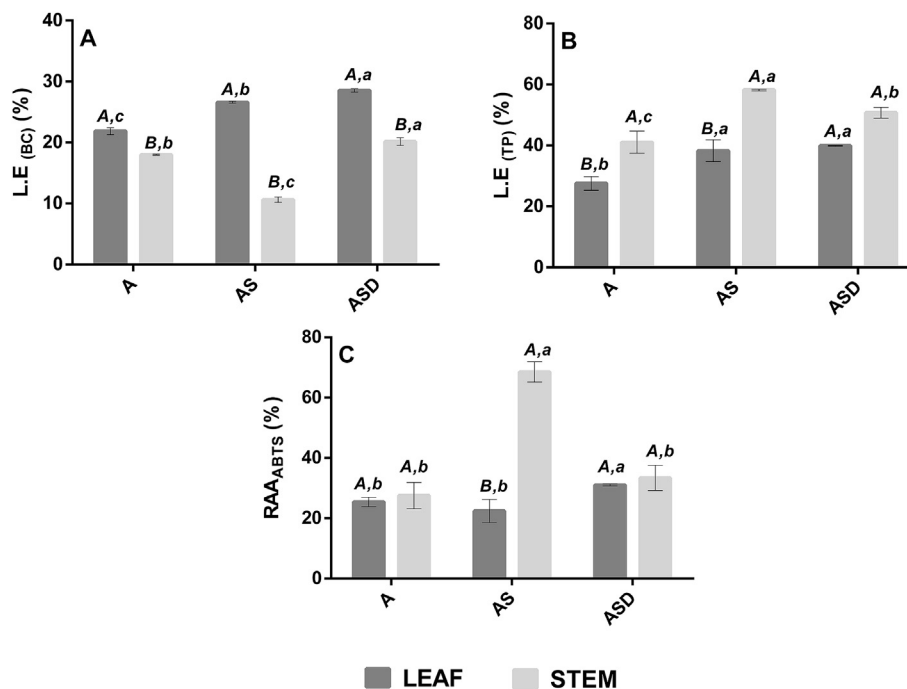 A
L.E (BC) (%)
40
30
20
10
0
A,c
B,b
A,b
B,c
A,a
B,a
A
AS
ASD
B
L.E (TP) (%)
80
60
40
20
0
B,b
A,c
B,a
A,a
A,a
A,b
A
AS
ASD
C
RAA ABTS (%)
80
60
40
20
0
A,b
A,b
B,b
A,a
A,a
A,b
A
AS
ASD
LEAF STEM